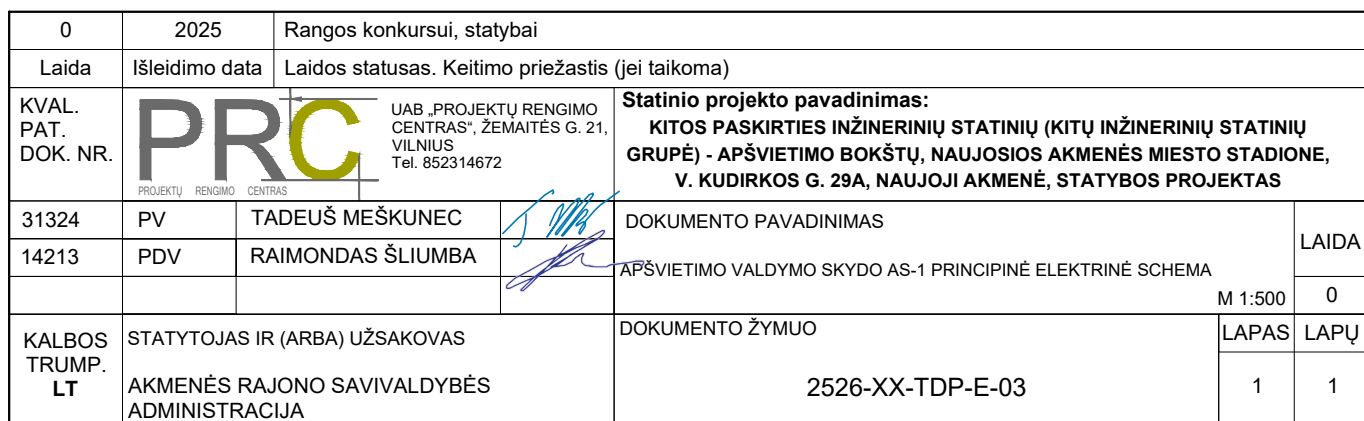 0 2025 Rangos konkursui, statybai
Laida Išleidimo data Laidos statusas. Keitimo priežastis (jei taikoma)
KVAL.
PAT.
DOK. NR.
PRC
PROJEKTŲ RENGIMO CENTRAS
UAB „PROJEKTŲ RENGIMO
CENTRAS“, ŽEMAITĖS G. 21,
VILNIUS
Tel. 852314672
Statinio projekto pavadinimas:
KITOS PASKIRTIES INŽINERINIŲ STATINIŲ (KITŲ INŽINERINIŲ STATINIŲ
GRUPĖ) - APŠVIETIMO BOKŠTŲ, NAUJOSIOS AKMENĖS MIESTO STADIONE,
V. KUDIRKOS G. 29A, NAUJOJI AKMENĖ, STATYBOS PROJEKTAS
31324 PV TADEUŠ MEŠKUNEC
14213 PDV RAIMONDAS ŠLIUMBA
DOKUMENTO PAVADINIMAS
APŠVIETIMO VALDYMO SKYDO AS-1 PRINCIPINĖ ELEKTRINĖ SCHEMA
M 1:500
LAIDA
0
KALBOS
TRUMP.
LT
STATYTOJAS IR (ARBA) UŽSAKOVAS
AKMENĖS RAJONO SAVIVALDYBĖS
ADMINISTRACIJA
DOKUMENTO ŽYMUO
2526-XX-TDP-E-03
LAPAS LAPŲ
1 1